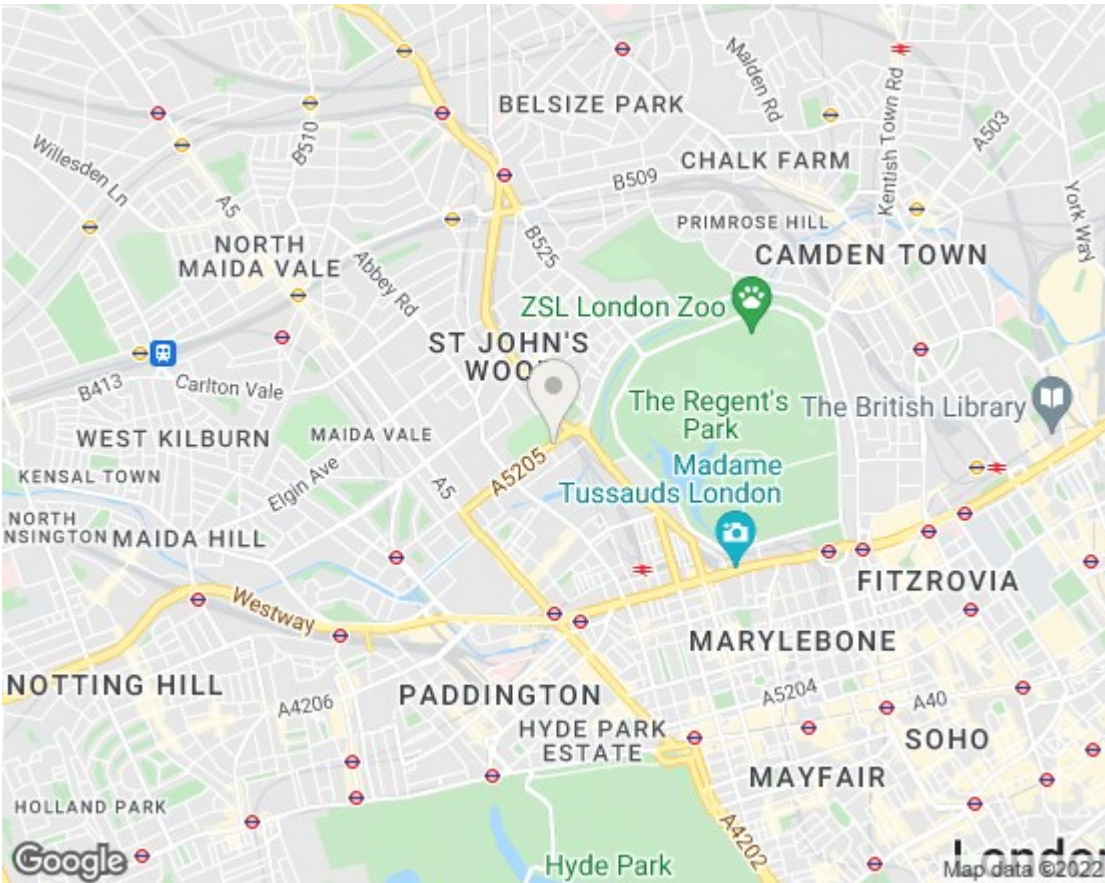 Malden Rd
BELSIZE PARK
Kentish Town Rd
A503
B510
Willesden Ln
CHALK FARM
B509
A5
York Way
PRIMROSE HILL
NORTH
MAIDA VALE
B525
CAMDEN TOWN
Abbey Rd
ZSL London Zoo
ST JOHN'S
WOO
B413
Carlton Vale
The Regent's
Park
The British Library
WEST KILBURN
MAIDA VALE
A5205
Madame
Tussauds London
KENSAL TOWN
Elgin Ave
A5
NORTH
NSINGTON
MAIDA HILL
FITZROVIA
Westway
MARYLEBONE
NOTTING HILL
PADDINGTON
A4206
A5204
A40
HYDE PARK
ESTATE
SOHO
MAYFAIR
HOLLAND PARK
A4202
Google
Hyde Park
Londo
Map data ©2022